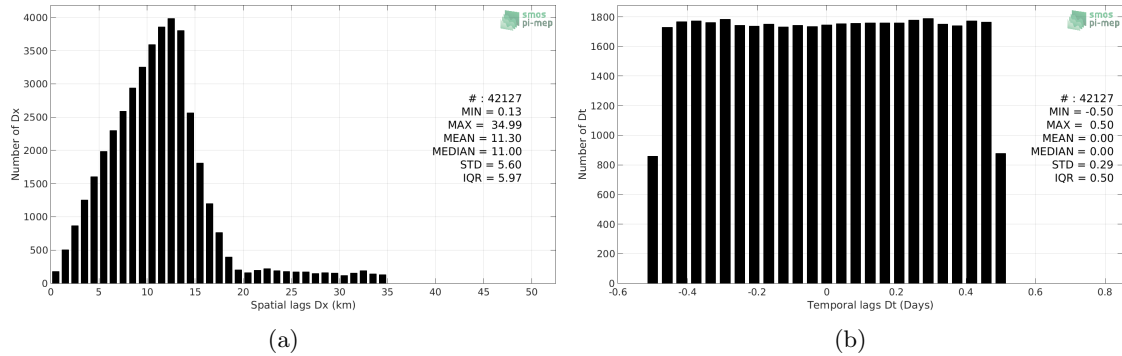 4000
3500
3000
2500
2000
1500
1000
500
0
Number of Dx
0 5 10 15 20 25 30 35 40 45 50
Spatial lags Dx (km)
smos
pi-mep
# : 42127
MIN = 0.13
MAX = 34.99
MEAN = 11.30
MEDIAN = 11.00
STD = 5.60
IQR = 5.97
(a)
1800
1600
1400
1200
1000
800
600
400
200
0
Number of Dt
-0.6 -0.4 -0.2 0 0.2 0.4 0.6 0.8
Temporal lags Dt (Days)
smos
pi-mep
# : 42127
MIN = -0.50
MAX = 0.50
MEAN = 0.00
MEDIAN = 0.00
STD = 0.29
IQR = 0.50
(b)